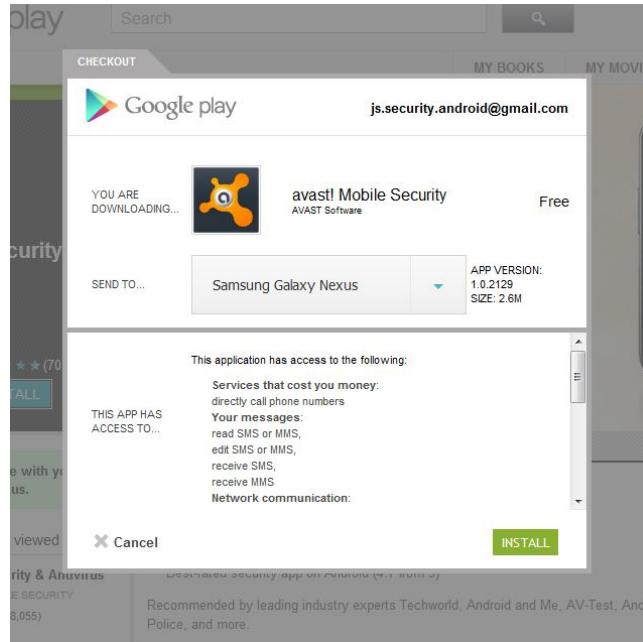 play
Search
CHECKOUT
MY BOOKS
MY MOVI
Google play
js.security.android@gmail.com
YOU ARE
DOWNLOADING...
avast! Mobile Security
AVAST Software
Free
curity
SEND TO...
Samsung Galaxy Nexus
APP VERSION:
1.0.2129
SIZE: 2.6M
This application has access to the following:
★ ★ (70
TALL
THIS APP HAS
ACCESS TO...
Services that cost you money:
directly call phone numbers
Your messages:
read SMS or MMS,
edit SMS or MMS,
receive SMS,
receive MMS
Network communication:
e with yo
us.
viewed
Cancel
INSTALL
rity & Antivirus
E SECURITY
8,055)
Best-rated security app on Android (4.7 from 5)
Recommended by leading industry experts Techworld, Android and Me, AV-Test, And
Police, and more.